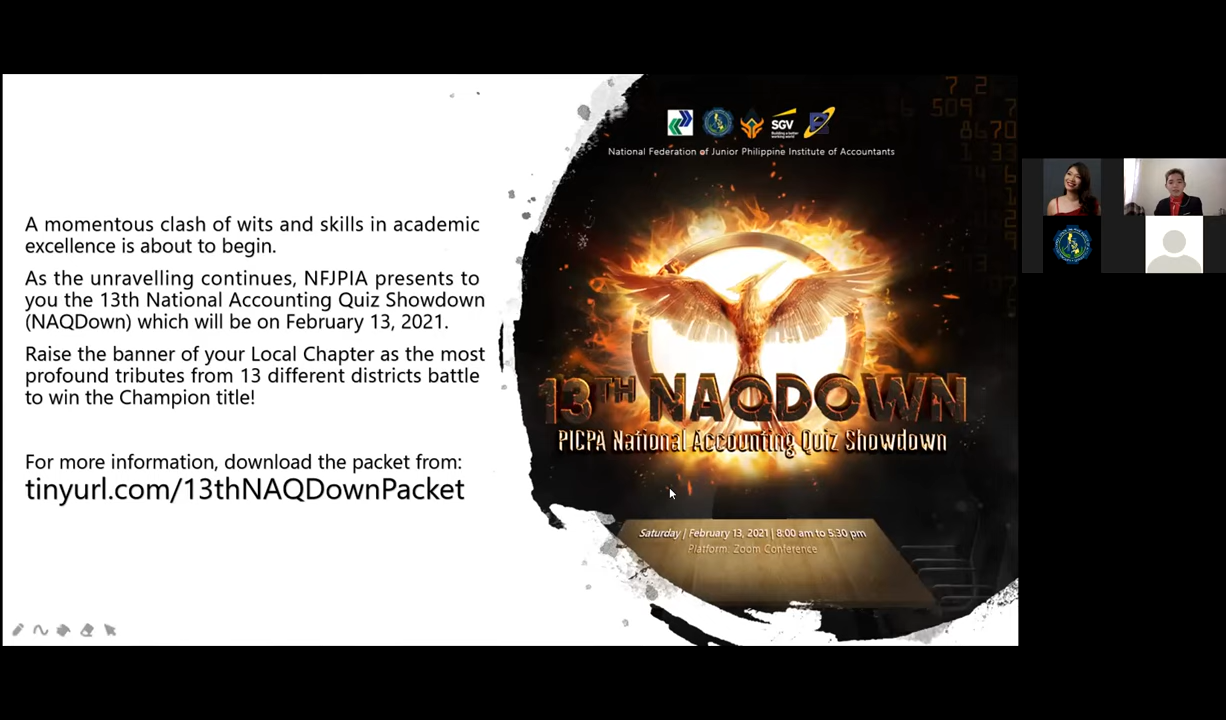 A momentous clash of wits and skills in academic
excellence is about to begin.
As the unravelling continues, NFJPIA presents to
you the 13th National Accounting Quiz Showdown
(NAQDown) which will be on February 13, 2021.
Raise the banner of your Local Chapter as the most
profound tributes from 13 different districts battle
to win the Champion title!
For more information, download the packet from:
tinyurl.com/13thNAQDownPacket
SGV
Building a better
working world
National Federation of Junior Philippine Institute of Accountants
13TH NAQDOWN
PICPA National Accounting Quiz Showdown
Saturday | February 13, 2021 | 8:00 am to 5:30 pm
Platform: Zoom Conference